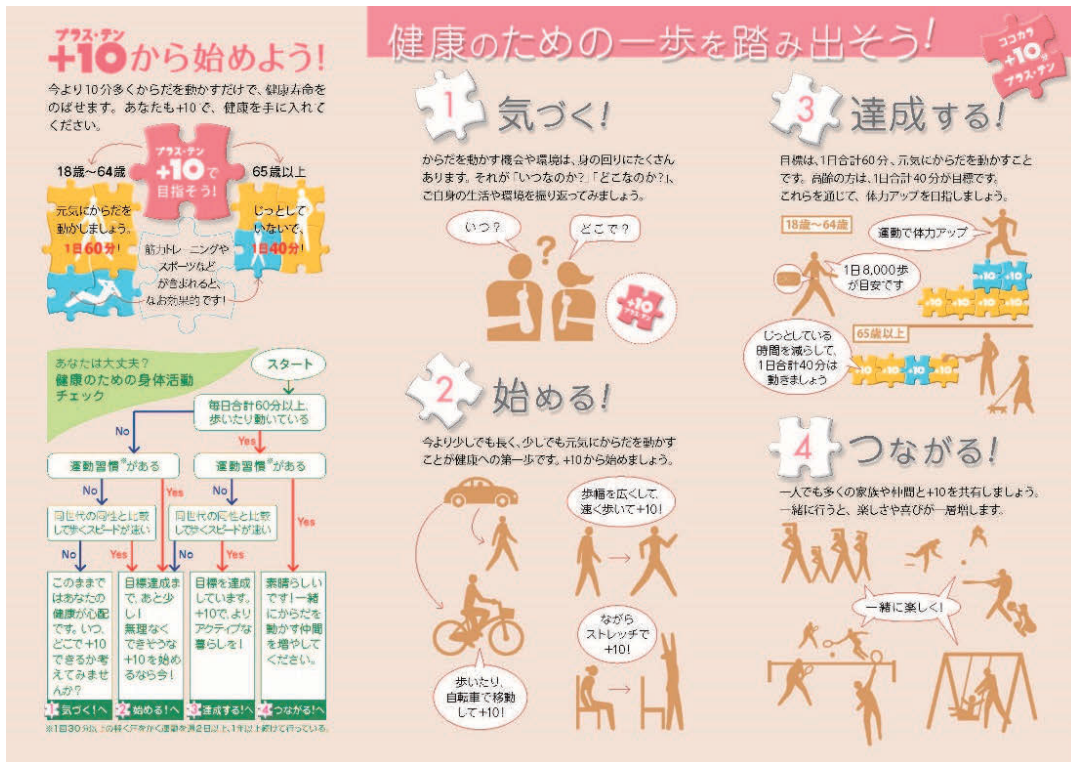 プラス・テン
+10から始めよう!
今より10分多くからだを動かすだけで、健康寿命を
のばせます。あなたも+10で、健康を手に入れて
ください。
プラス・テン
+10で
目指そう!
18歳～64歳
元気にからだを
動かしましょう。
1日60分!
65歳以上
じっとして
いないで、
1日40分!
筋力トレーニングや
スポーツなど
が含まれると、
なお効果的です!
あなたは大丈夫?
健康のための身体活動
チェック
スタート
毎日合計60分以上、
歩いたり動いている
No
Yes
運動習慣※がある
運動習慣※がある
No
Yes
No
Yes
同世代の同性と比較
して歩くスピードが速い
同世代の同性と比較
して歩くスピードが速い
No
Yes
No
Yes
このままで
はあなたの
健康が心配
です。いつ、
どこで+10
できるか考
えてみませ
んか?
目標達成ま
で、あと少
し!
無理なく
できそうな
+10を始め
るなら今!
目標を達成
しています。
+10で、より
アクティブな
暮らしを!
素晴らしい
です!一緒
にからだを
動かす仲間
を増やして
ください。
1 気づく!へ
2 始める!へ
3 達成する!へ
4 つながる!へ
※1回30分以上の軽く汗をかく運動を週2日以上、1年以上続けて行っている。
健康のための一歩を踏み出そう!
ココカラ
+10
プラス・テン
1 気づく!
からだを動かす機会や環境は、身の回りにたくさん
あります。それが「いつなのか?」「どこなのか?」、
ご自身の生活や環境を振り返ってみましょう。
いつ?
どこで?
?
+10
プラス・テン
2 始める!
今より少しでも長く、少しでも元気にからだを動かす
ことが健康への第一歩です。+10から始めましょう。
歩幅を広くして、
速く歩いて+10!
ながら
ストレッチで
+10!
歩いたり、
自転車で移動
して+10!
3 達成する!
目標は、1日合計60分、元気にからだを動かすこと
です。高齢の方は、1日合計40分が目標です。
これらを通じて、体力アップを目指しましょう。
18歳～64歳
運動で体力アップ
1日8,000歩
が目安です
+10 +10
+10 +10 +10 +10
じっとしている
時間を減らして、
1日合計40分は
動きましょう
65歳以上
+10 +10 +10 +10
4 つながる!
一人でも多くの家族や仲間と+10を共有しましょう。
一緒に行うと、楽しさや喜びが一層増します。
一緒に楽しく!